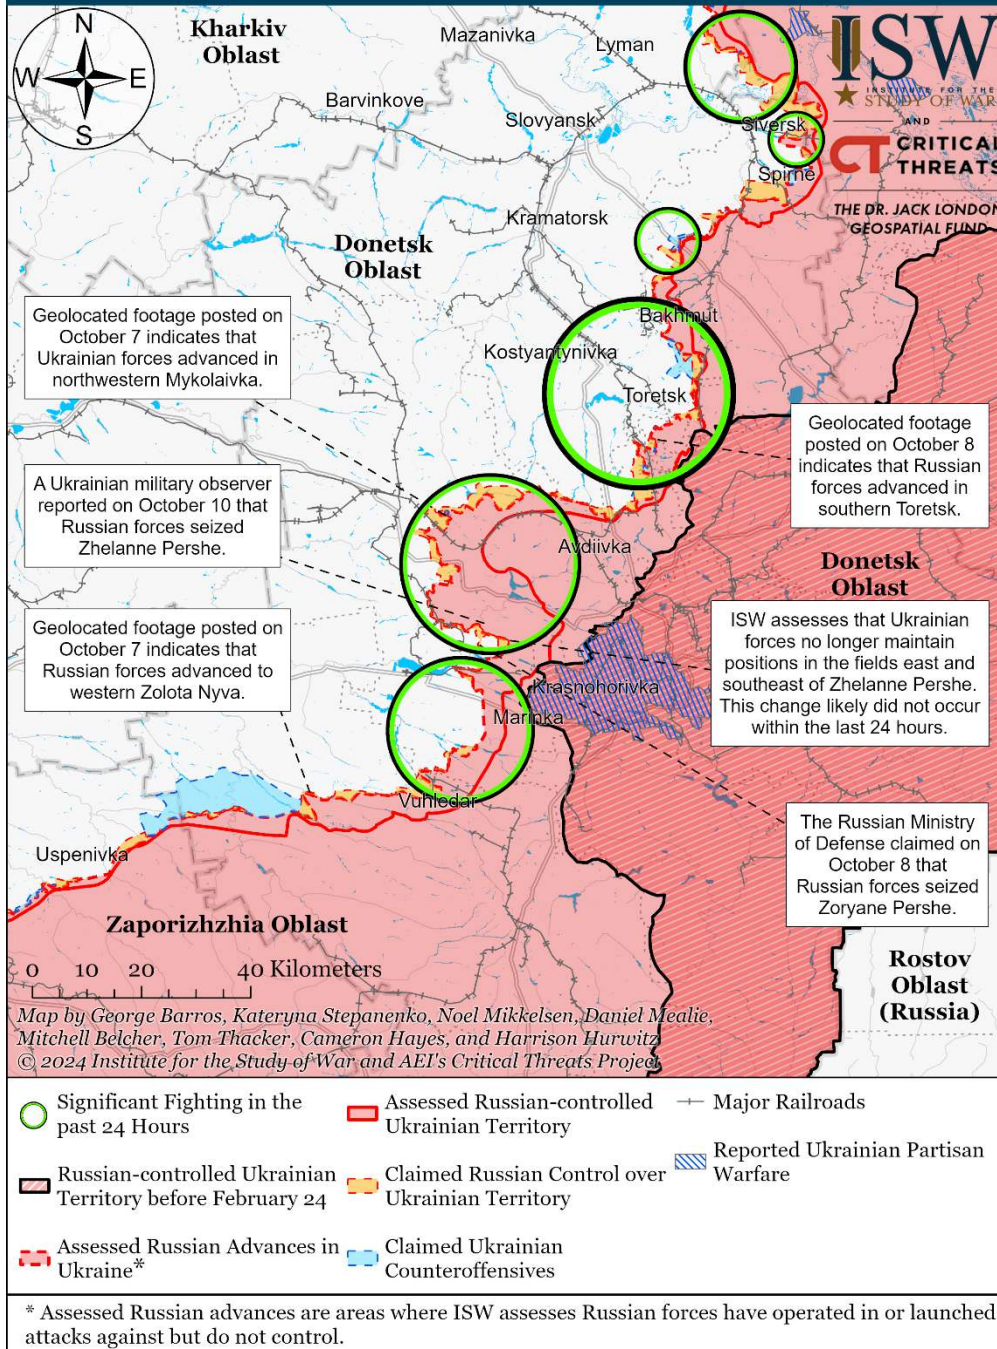 N
W
E
S
Kharkiv
Oblast
Mazanivka
Lyman
ISW
INSTITUTE FOR THE
STUDY OF WAR
AND
CT CRITICAL
THREATS
THE DR. JACK LONDON
GEOSPATIAL FUND
Barvinkove
Slovyansk
Siversk
Spirne
Kramatorsk
Donetsk
Oblast
Bakhmut
Kostyantynivka
Toretsk
Geolocated footage posted on
October 7 indicates that
Ukrainian forces advanced in
northwestern Mykolaivka.
Geolocated footage
posted on October 8
indicates that Russian
forces advanced in
southern Toretsk.
A Ukrainian military observer
reported on October 10 that
Russian forces seized
Zhelanne Pershe.
Avdiivka
Donetsk
Oblast
Geolocated footage posted on
October 7 indicates that
Russian forces advanced to
western Zolota Nyva.
ISW assesses that Ukrainian
forces no longer maintain
positions in the fields east and
southeast of Zhelanne Pershe.
This change likely did not occur
within the last 24 hours.
Krasnohorivka
Marinka
Vuhledar
The Russian Ministry
of Defense claimed on
October 8 that
Russian forces seized
Zoryane Pershe.
Uspenivka
Zaporizhzhia Oblast
Rostov
Oblast
(Russia)
0 10 20 40 Kilometers
Map by George Barros, Kateryna Stepanenko, Noel Mikkelsen, Daniel Mealie,
Mitchell Belcher, Tom Thacker, Cameron Hayes, and Harrison Hurwitz
© 2024 Institute for the Study of War and AEI's Critical Threats Project
Significant Fighting in the
past 24 Hours
Russian-controlled Ukrainian
Territory before February 24
Assessed Russian Advances in
Ukraine*
Assessed Russian-controlled
Ukrainian Territory
Claimed Russian Control over
Ukrainian Territory
Claimed Ukrainian
Counteroffensives
Major Railroads
Reported Ukrainian Partisan
Warfare
* Assessed Russian advances are areas where ISW assesses Russian forces have operated in or launched
attacks against but do not control.